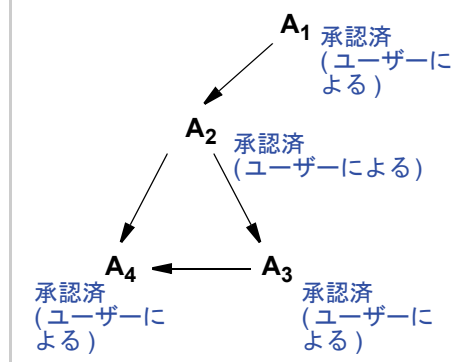 A1 承認済
(ユーザーに
よる)
A2 承認済
(ユーザーによる)
A4 A3
承認済
(ユーザーに
よる)
承認済
(ユーザーに
よる)